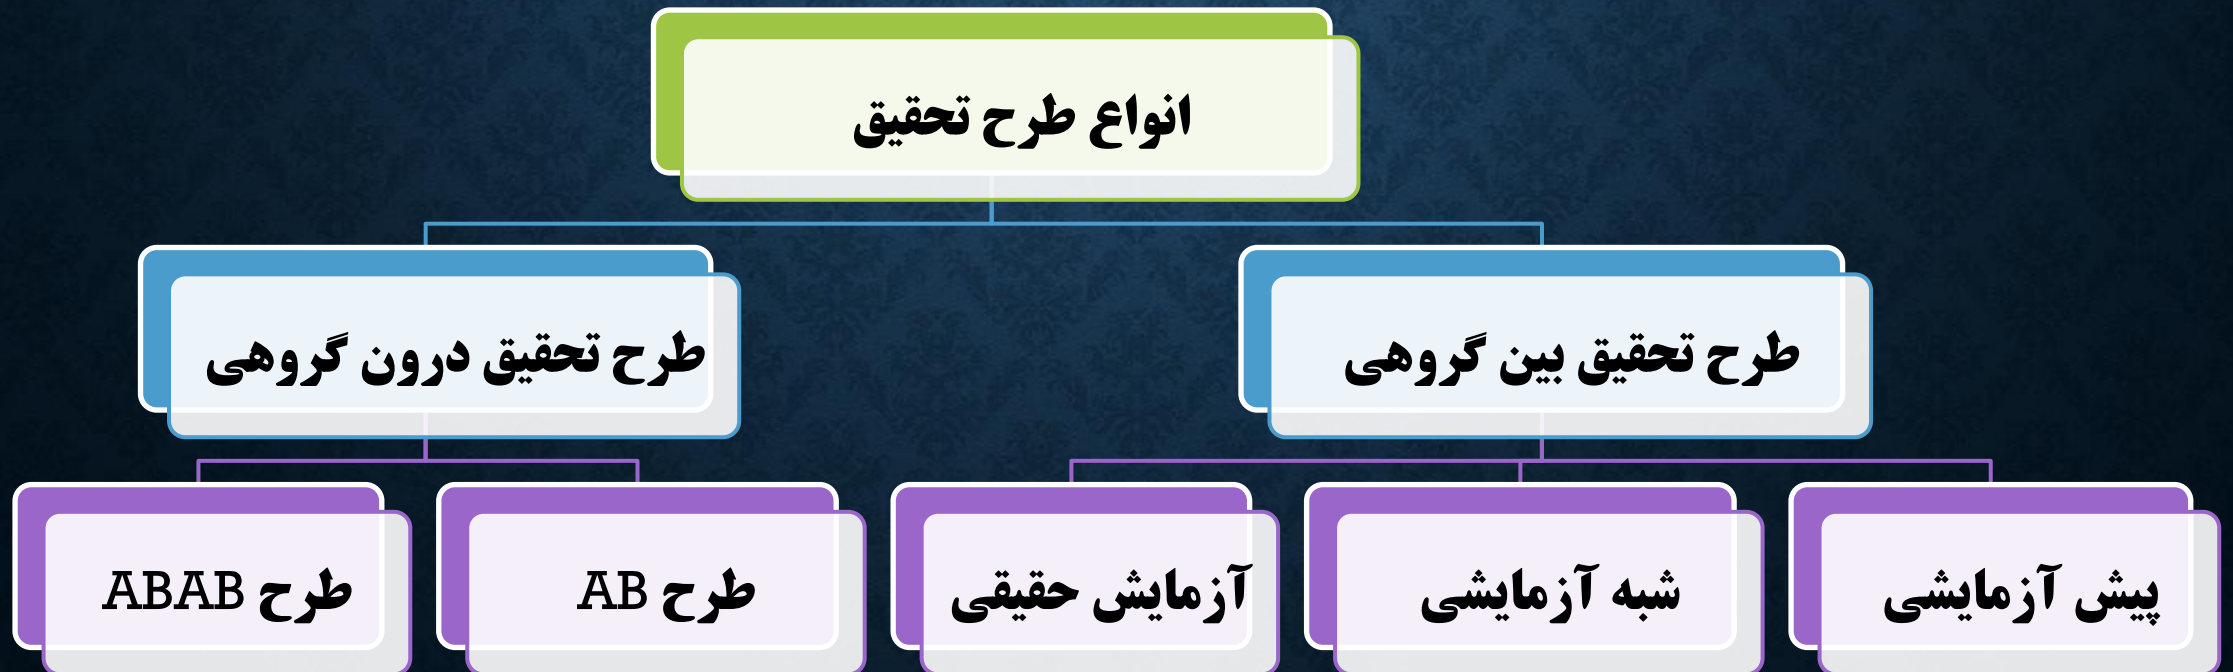 انواع طرح تحقیق
طرح تحقیق بین گروهی
طرح تحقیق درون گروهی
پیش آزمایشی
شبه آزمایشی
آزمایش حقیقی
طرح AB
طرح ABAB